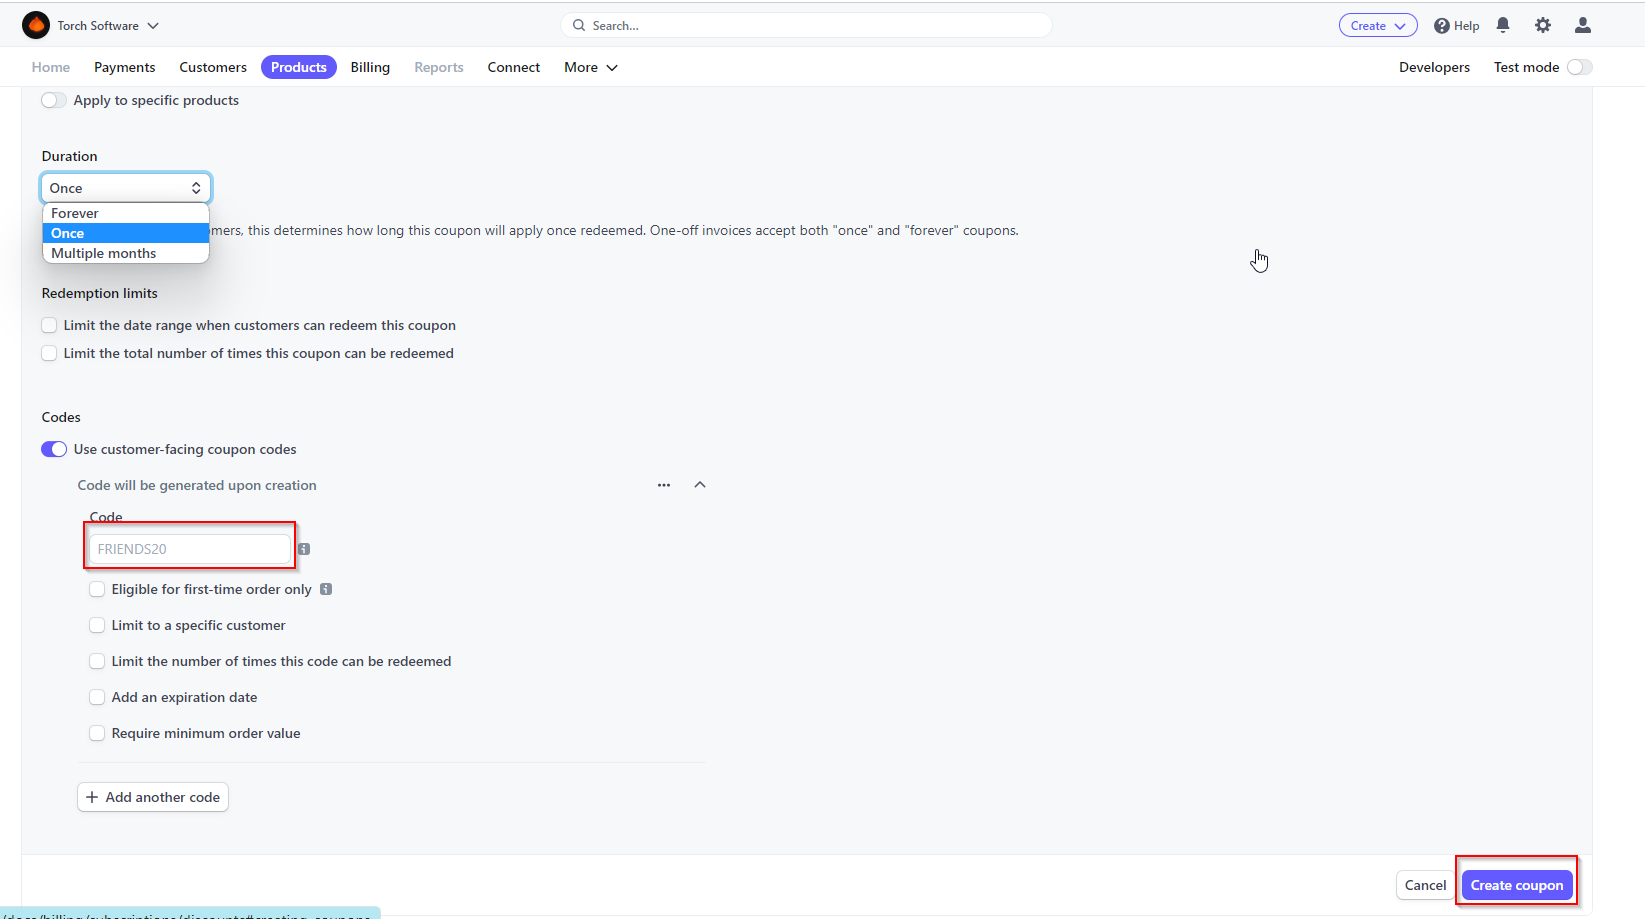 Torch Software
Search...
Create
Help
Home
Payments
Customers
Products
Billing
Reports
Connect
More
Developers
Test mode
Apply to specific products
Duration
Once
Forever
Once
Multiple months
mers, this determines how long this coupon will apply once redeemed. One-off invoices accept both "once" and "forever" coupons.
Redemption limits
Limit the date range when customers can redeem this coupon
Limit the total number of times this coupon can be redeemed
Codes
Use customer-facing coupon codes
Code will be generated upon creation
Code
FRIENDS20
Eligible for first-time order only
Limit to a specific customer
Limit the number of times this code can be redeemed
Add an expiration date
Require minimum order value
Add another code
Cancel
Create coupon
/docs/billing/subscriptions/discounts#creating-coupons